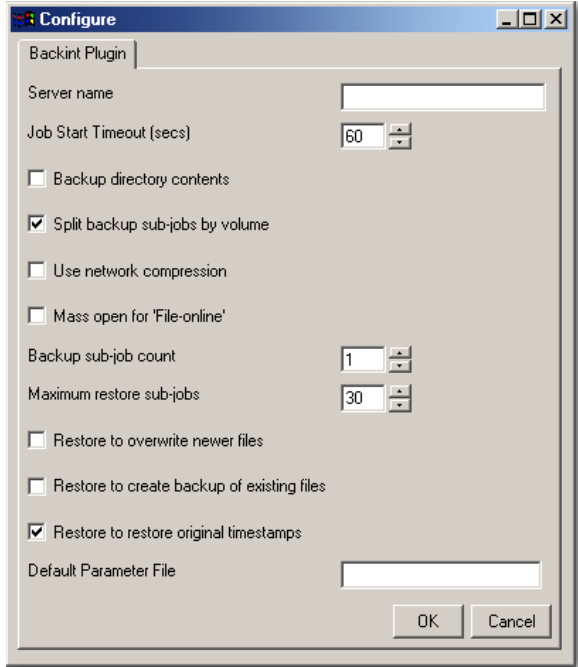 Configure
Backint Plugin
Server name
Job Start Timeout (secs) 60
Backup directory contents
Split backup sub-jobs by volume
Use network compression
Mass open for 'File-online'
Backup sub-job count 1
Maximum restore sub-jobs 30
Restore to overwrite newer files
Restore to create backup of existing files
Restore to restore original timestamps
Default Parameter File
OK Cancel